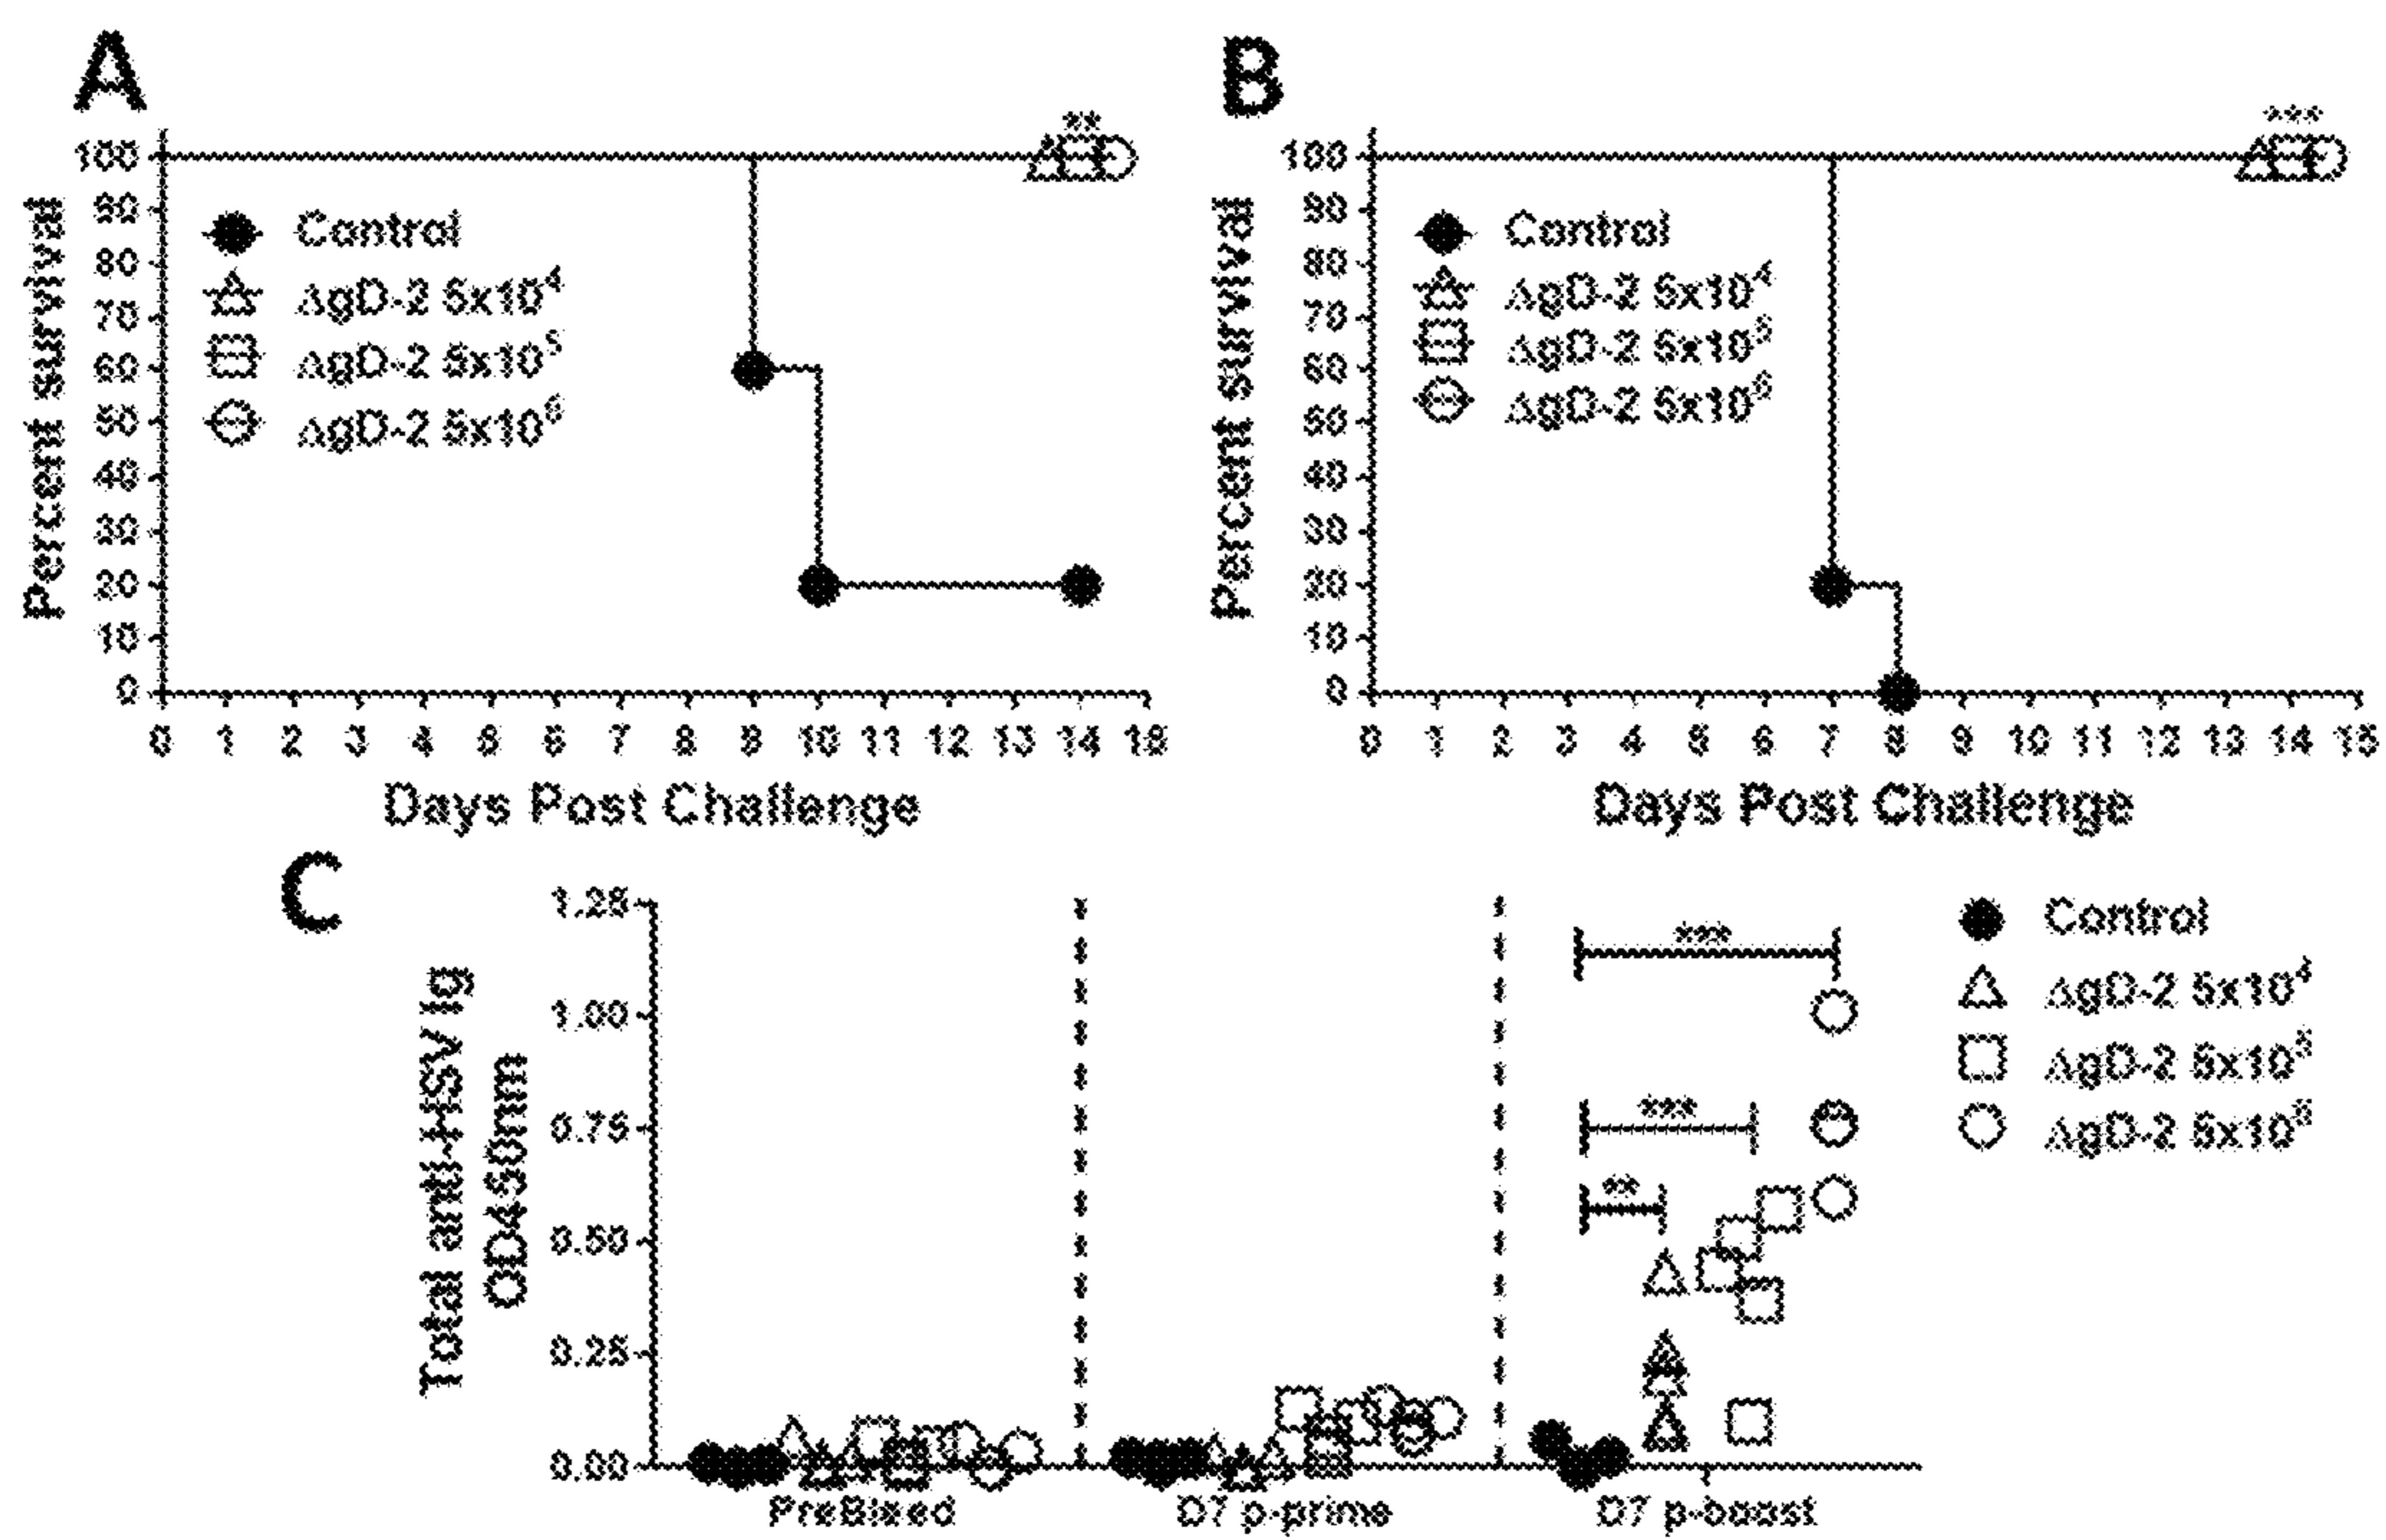 A
**
Percent survival
100
90
80
70
60
50
40
30
20
10
0
Control
ΔgD-2 5x10⁴
ΔgD-2 5x10⁵
ΔgD-2 5x10⁶
0 1 2 3 4 5 6 7 8 9 10 11 12 13 14 15
Days Post Challenge
B
***
Percent survival
100
90
80
70
60
50
40
30
20
10
0
Control
ΔgD-2 5x10⁴
ΔgD-2 5x10⁵
ΔgD-2 5x10⁶
0 1 2 3 4 5 6 7 8 9 10 11 12 13 14 15
Days Post Challenge
C
Total anti-HSV Ig
OD450nm
1.25
1.00
0.75
0.50
0.25
0.00
***
***
**
Control
ΔgD-2 5x10⁴
ΔgD-2 5x10⁵
ΔgD-2 5x10⁶
PreBleed D7 p-prime D7 p-boost